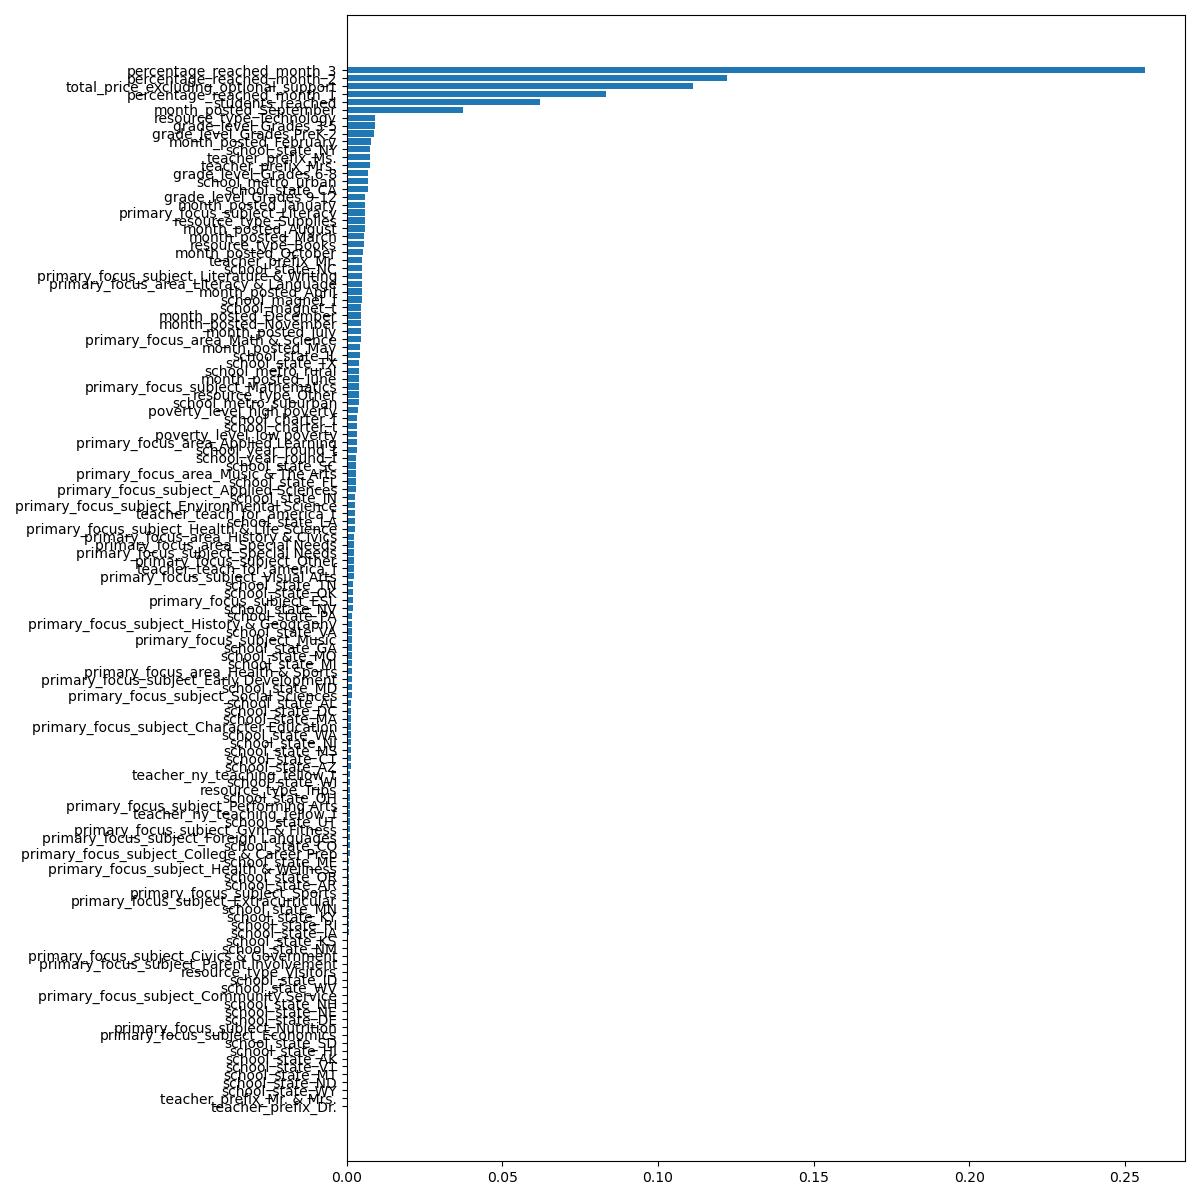 percentage_reached_month_3
percentage_reached_month_2
total_price_excluding_optional_support
percentage_reached_month_1
students_reached
month_posted_September
resource_type_Technology
grade_level_Grades 3-5
grade_level_Grades PreK-2
month_posted_February
school_state_NY
teacher_prefix_Ms.
teacher_prefix_Mrs.
grade_level_Grades 6-8
school_metro_urban
school_state_CA
grade_level_Grades 9-12
month_posted_January
primary_focus_subject_Literacy
resource_type_Supplies
month_posted_August
month_posted_March
resource_type_Books
month_posted_October
teacher_prefix_Mr.
school_state_NC
primary_focus_subject_Literature & Writing
primary_focus_area_Literacy & Language
month_posted_April
school_magnet_f
school_magnet_t
month_posted_December
month_posted_November
month_posted_July
primary_focus_area_Math & Science
month_posted_May
school_state_IL
school_state_TX
school_metro_rural
month_posted_June
primary_focus_subject_Mathematics
resource_type_Other
school_metro_suburban
poverty_level_high poverty
school_charter_f
school_charter_t
poverty_level_low poverty
primary_focus_area_Applied Learning
school_year_round_t
school_year_round_f
school_state_SC
primary_focus_area_Music & The Arts
school_state_FL
primary_focus_subject_Applied Sciences
school_state_IN
primary_focus_subject_Environmental Science
teacher_teach_for_america_t
school_state_LA
primary_focus_subject_Health & Life Science
primary_focus_area_History & Civics
primary_focus_area_Special Needs
primary_focus_subject_Special Needs
primary_focus_subject_Other
teacher_teach_for_america_f
primary_focus_subject_Visual Arts
school_state_TN
school_state_OK
primary_focus_subject_ESL
school_state_NV
school_state_PA
primary_focus_subject_History & Geography
school_state_VA
primary_focus_subject_Music
school_state_GA
school_state_MO
school_state_MI
primary_focus_area_Health & Sports
primary_focus_subject_Early Development
school_state_MD
primary_focus_subject_Social Sciences
school_state_AL
school_state_DC
school_state_MA
primary_focus_subject_Character Education
school_state_WA
school_state_NJ
school_state_MS
school_state_CT
school_state_AZ
teacher_ny_teaching_fellow_t
school_state_WI
resource_type_Trips
school_state_OH
primary_focus_subject_Performing Arts
teacher_ny_teaching_fellow_f
school_state_UT
primary_focus_subject_Gym & Fitness
primary_focus_subject_Foreign Languages
school_state_CO
primary_focus_subject_College & Career Prep
school_state_ME
primary_focus_subject_Health & Wellness
school_state_OR
school_state_AR
primary_focus_subject_Sports
primary_focus_subject_Extracurricular
school_state_MN
school_state_KY
school_state_RI
school_state_IA
school_state_KS
school_state_NM
primary_focus_subject_Civics & Government
primary_focus_subject_Parent Involvement
resource_type_Visitors
school_state_ID
school_state_WV
primary_focus_subject_Community Service
school_state_NH
school_state_NE
school_state_DE
primary_focus_subject_Nutrition
primary_focus_subject_Economics
school_state_SD
school_state_HI
school_state_AK
school_state_VT
school_state_MT
school_state_ND
school_state_WY
teacher_prefix_Mr. & Mrs.
teacher_prefix_Dr.
0.00 0.05 0.10 0.15 0.20 0.25